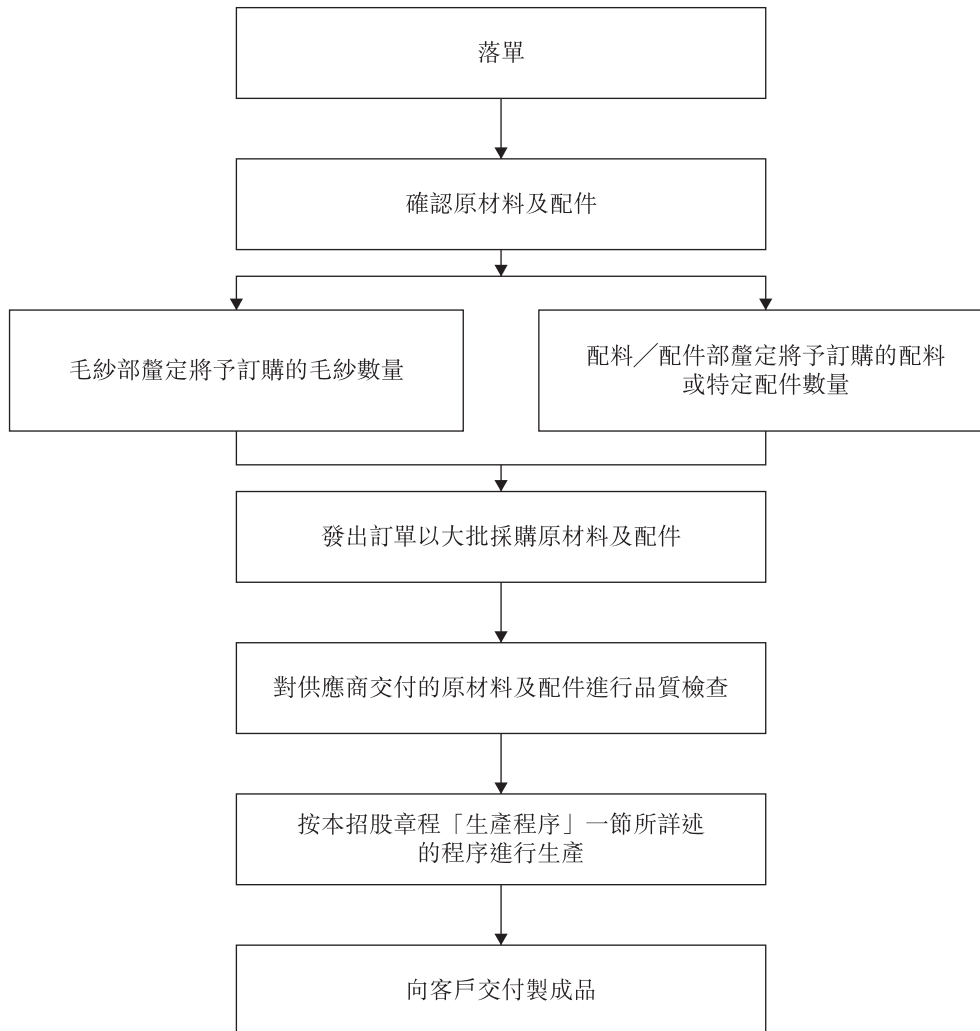 落單
確認原材料及配件
毛紗部釐定將予訂購的毛紗數量
配料／配件部釐定將予訂購的配料
或特定配件數量
發出訂單以大批採購原材料及配件
對供應商交付的原材料及配件進行品質檢查
按本招股章程「生產程序」一節所詳述
的程序進行生產
向客戶交付製成品